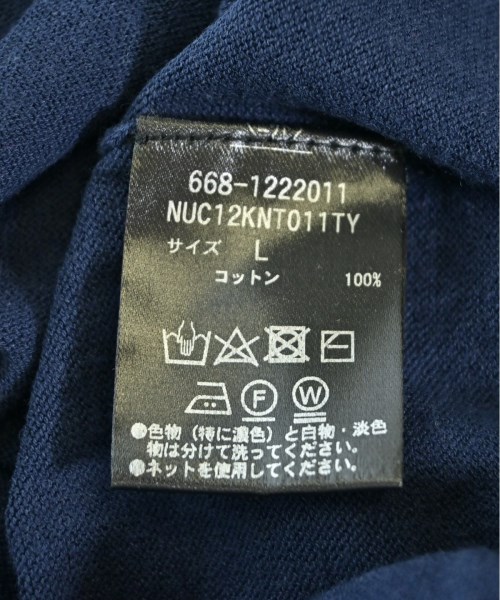 668-1222011
NUC12KNT011TY
サイズ L
コットン 100%
F W
●色物(特に濃色)と白物・淡色
物は分けて洗ってください
●ネットを使用してください